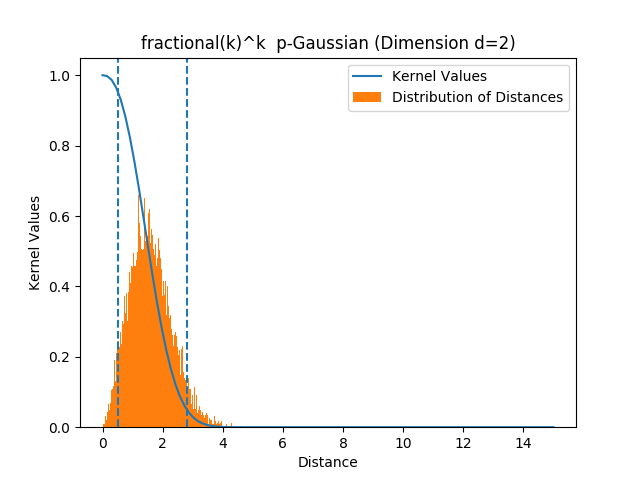 fractional(k)^k  p-Gaussian (Dimension d=2)
Kernel Values
Distribution of Distances
1.0
0.8
0.6
0.4
0.2
0.0
Kernel Values
0 2 4 6 8 10 12 14
Distance